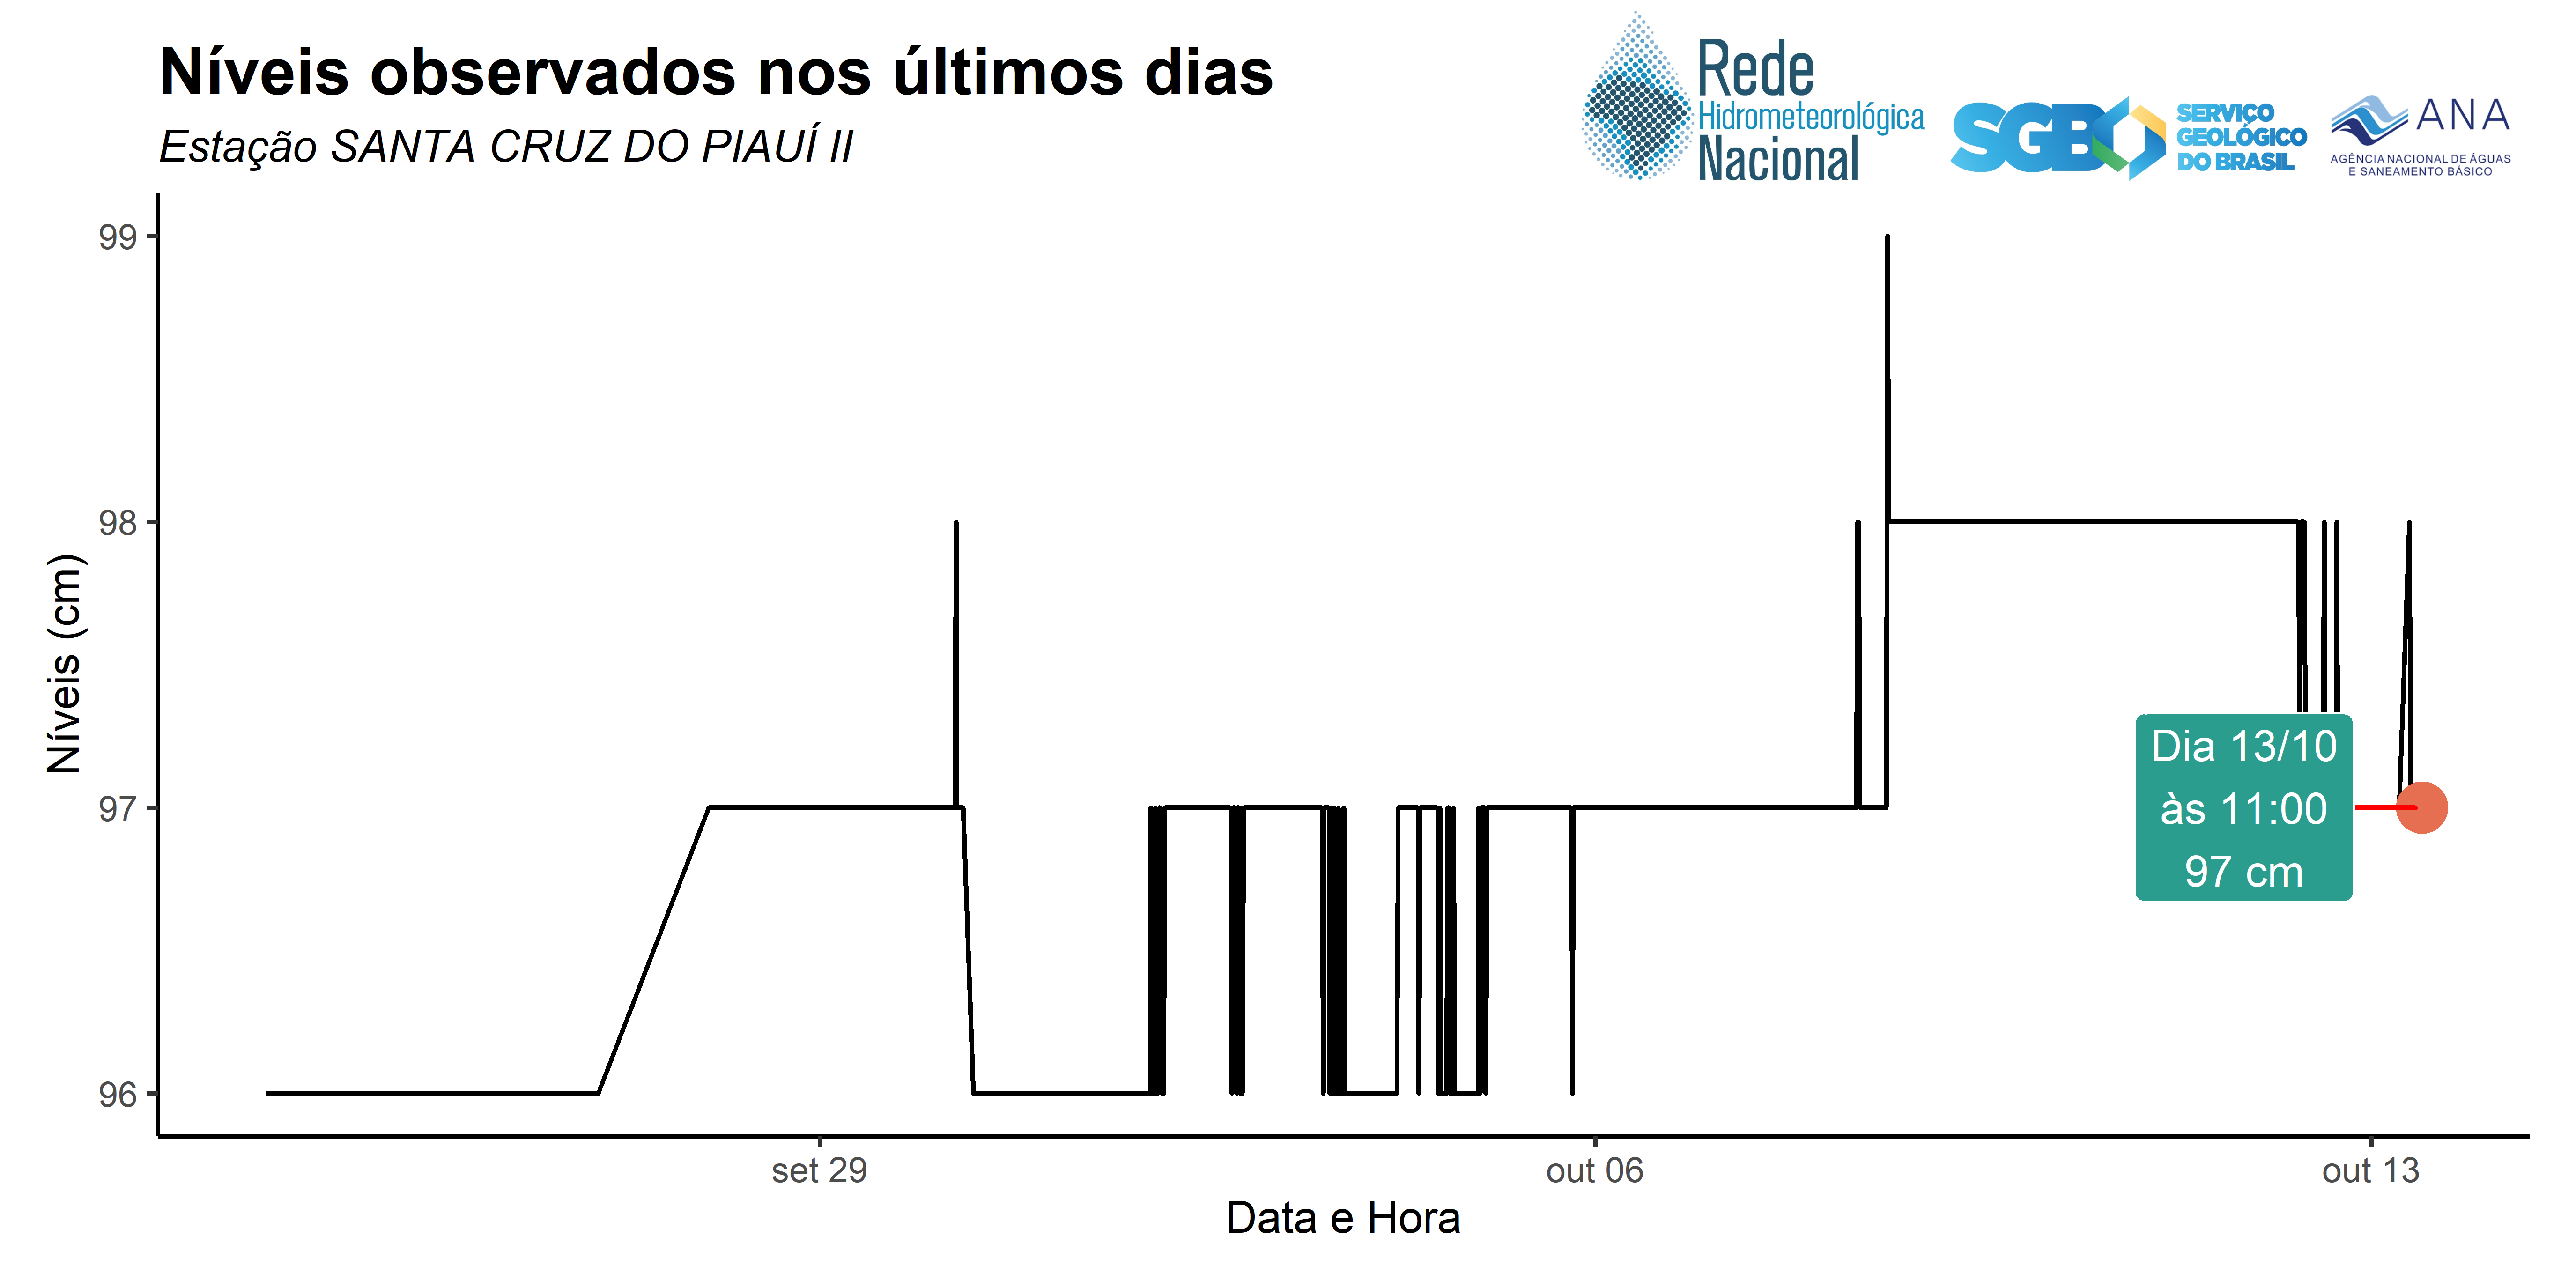 Níveis observados nos últimos dias
Estação SANTA CRUZ DO PIAUÍ II
Rede
Hidrometeorológica
Nacional
SGB
SERVIÇO
GEOLÓGICO
DO BRASIL
ANA
AGÊNCIA NACIONAL DE ÁGUAS
E SANEAMENTO BÁSICO
Níveis (cm)
99
98
97
96
Dia 13/10
às 11:00
97 cm
set 29
out 06
out 13
Data e Hora